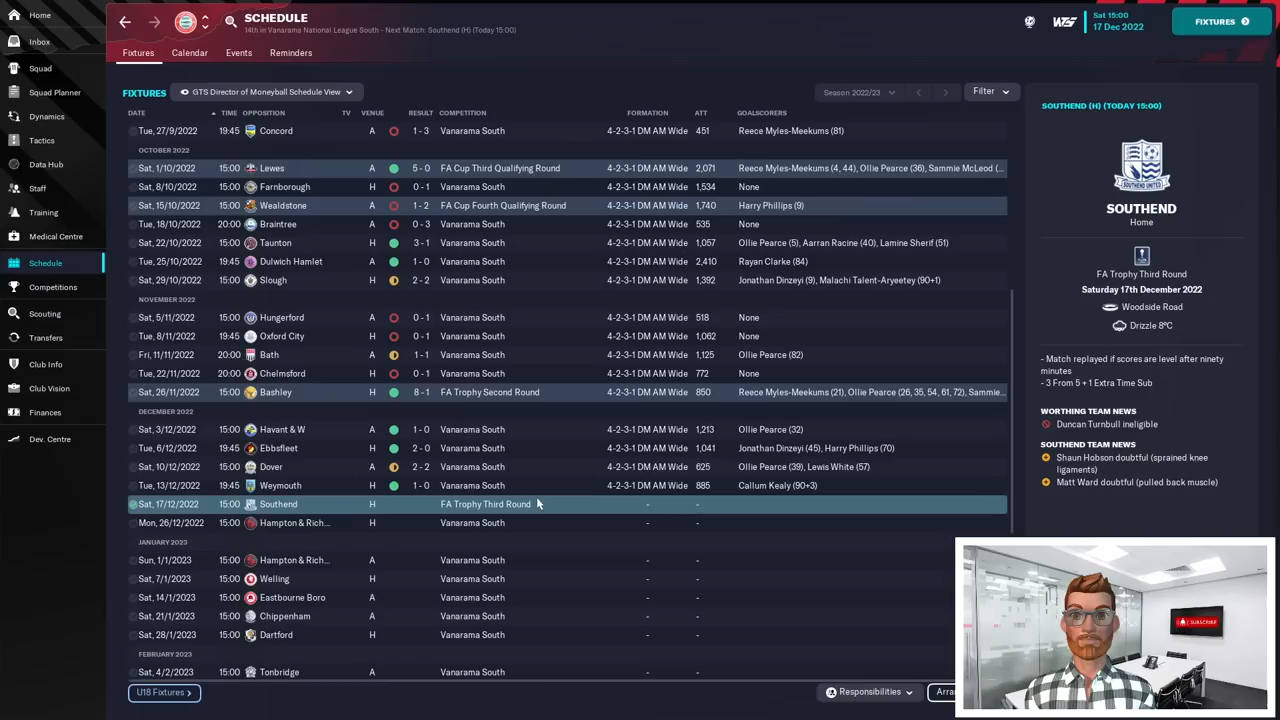 Home
Inbox
Squad
Squad Planner
Dynamics
Tactics
Data Hub
Staff
Training
Medical Centre
Schedule
Competitions
Scouting
Transfers
Club Info
Club Vision
Finances
Dev. Centre
SCHEDULE
14th in Vanarama National League South - Next Match: Southend (H) (Today 15:00)
Sat 15:00
17 Dec 2022
FIXTURES
Fixtures Calendar Events Reminders
FIXTURES GTS Director of Moneyball Schedule View Season 2022/23 Filter
DATE TIME OPPOSITION TV VENUE RESULT COMPETITION FORMATION ATT GOALSCORERS
Tue, 27/9/2022 19:45 Concord A 1 - 3 Vanarama South 4-2-3-1 DM AM Wide 451 Reece Myles-Meekums (81)
OCTOBER 2022
Sat, 1/10/2022 15:00 Lewes A 5 - 0 FA Cup Third Qualifying Round 4-2-3-1 DM AM Wide 2,071 Reece Myles-Meekums (4, 44), Ollie Pearce (36), Sammie McLeod (...
Sat, 8/10/2022 15:00 Farnborough H 0 - 1 Vanarama South 4-2-3-1 DM AM Wide 1,534 None
Sat, 15/10/2022 15:00 Wealdstone A 1 - 2 FA Cup Fourth Qualifying Round 4-2-3-1 DM AM Wide 1,740 Harry Phillips (9)
Tue, 18/10/2022 20:00 Braintree A 0 - 3 Vanarama South 4-2-3-1 DM AM Wide 535 None
Sat, 22/10/2022 15:00 Taunton H 3 - 1 Vanarama South 4-2-3-1 DM AM Wide 1,057 Ollie Pearce (5), Aarran Racine (40), Lamine Sherif (51)
Tue, 25/10/2022 19:45 Dulwich Hamlet A 1 - 0 Vanarama South 4-2-3-1 DM AM Wide 2,410 Rayan Clarke (84)
Sat, 29/10/2022 15:00 Slough H 2 - 2 Vanarama South 4-2-3-1 DM AM Wide 1,392 Jonathan Dinzeyi (9), Malachi Talent-Aryeetey (90+1)
NOVEMBER 2022
Sat, 5/11/2022 15:00 Hungerford A 0 - 1 Vanarama South 4-2-3-1 DM AM Wide 518 None
Tue, 8/11/2022 19:45 Oxford City H 0 - 1 Vanarama South 4-2-3-1 DM AM Wide 1,062 None
Fri, 11/11/2022 20:00 Bath A 1 - 1 Vanarama South 4-2-3-1 DM AM Wide 1,125 Ollie Pearce (82)
Tue, 22/11/2022 20:00 Chelmsford H 0 - 1 Vanarama South 4-2-3-1 DM AM Wide 772 None
Sat, 26/11/2022 15:00 Bashley H 8 - 1 FA Trophy Second Round 4-2-3-1 DM AM Wide 850 Reece Myles-Meekums (21), Ollie Pearce (26, 35, 54, 61, 72), Sammie...
DECEMBER 2022
Sat, 3/12/2022 15:00 Havant & W A 1 - 0 Vanarama South 4-2-3-1 DM AM Wide 1,213 Ollie Pearce (32)
Tue, 6/12/2022 19:45 Ebbsfleet H 2 - 0 Vanarama South 4-2-3-1 DM AM Wide 1,041 Jonathan Dinzeyi (45), Harry Phillips (70)
Sat, 10/12/2022 15:00 Dover A 2 - 2 Vanarama South 4-2-3-1 DM AM Wide 625 Ollie Pearce (39), Lewis White (57)
Tue, 13/12/2022 19:45 Weymouth H 1 - 0 Vanarama South 4-2-3-1 DM AM Wide 885 Callum Kealy (90+3)
Sat, 17/12/2022 15:00 Southend H FA Trophy Third Round - -
Mon, 26/12/2022 15:00 Hampton & Rich... H Vanarama South - -
JANUARY 2023
Sun, 1/1/2023 15:00 Hampton & Rich... A Vanarama South - -
Sat, 7/1/2023 15:00 Welling H Vanarama South - -
Sat, 14/1/2023 15:00 Eastbourne Boro A Vanarama South - -
Sat, 21/1/2023 15:00 Chippenham A Vanarama South - -
Sat, 28/1/2023 15:00 Dartford H Vanarama South - -
FEBRUARY 2023
Sat, 4/2/2023 15:00 Tonbridge A Vanarama South - -
U18 Fixtures Responsibilities
SOUTHEND (H) (TODAY 15:00)
SOUTHEND
Home
FA Trophy Third Round
Saturday 17th December 2022
Woodside Road
Drizzle 8°C
- Match replayed if scores are level after ninety
minutes
- 3 From 5 + 1 Extra Time Sub
WORTHING TEAM NEWS
Duncan Turnbull ineligible
SOUTHEND TEAM NEWS
Shaun Hobson doubtful (sprained knee
ligaments)
Matt Ward doubtful (pulled back muscle)
SUBSCRIBE